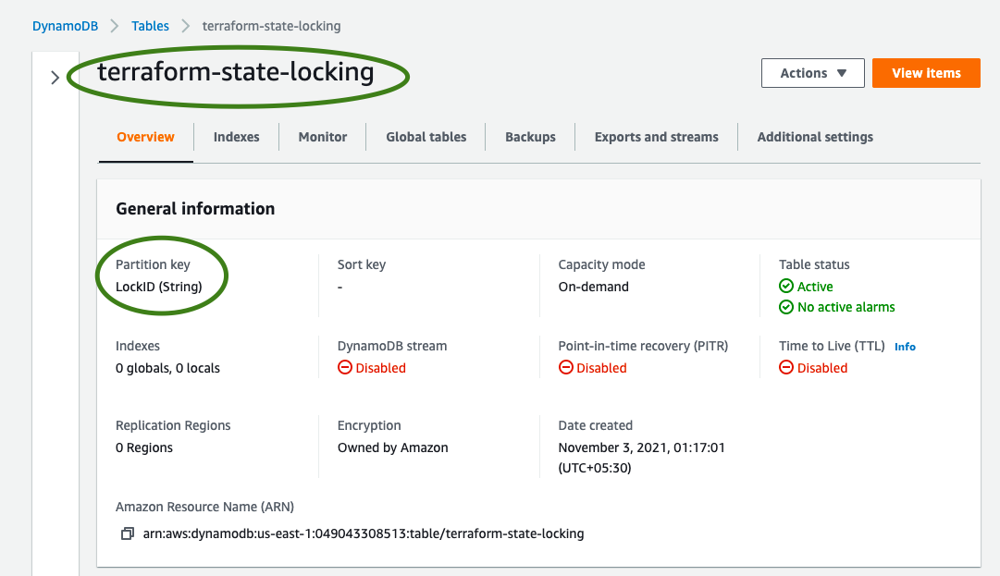 DynamoDB > Tables > terraform-state-locking
terraform-state-locking
Actions ▼ View items
Overview Indexes Monitor Global tables Backups Exports and streams Additional settings
General information
Partition key
LockID (String)
Sort key
-
Capacity mode
On-demand
Table status
Active
No active alarms
Indexes
0 globals, 0 locals
DynamoDB stream
Disabled
Point-in-time recovery (PITR)
Disabled
Time to Live (TTL) Info
Disabled
Replication Regions
0 Regions
Encryption
Owned by Amazon
Date created
November 3, 2021, 01:17:01
(UTC+05:30)
Amazon Resource Name (ARN)
arn:aws:dynamodb:us-east-1:049043308513:table/terraform-state-locking